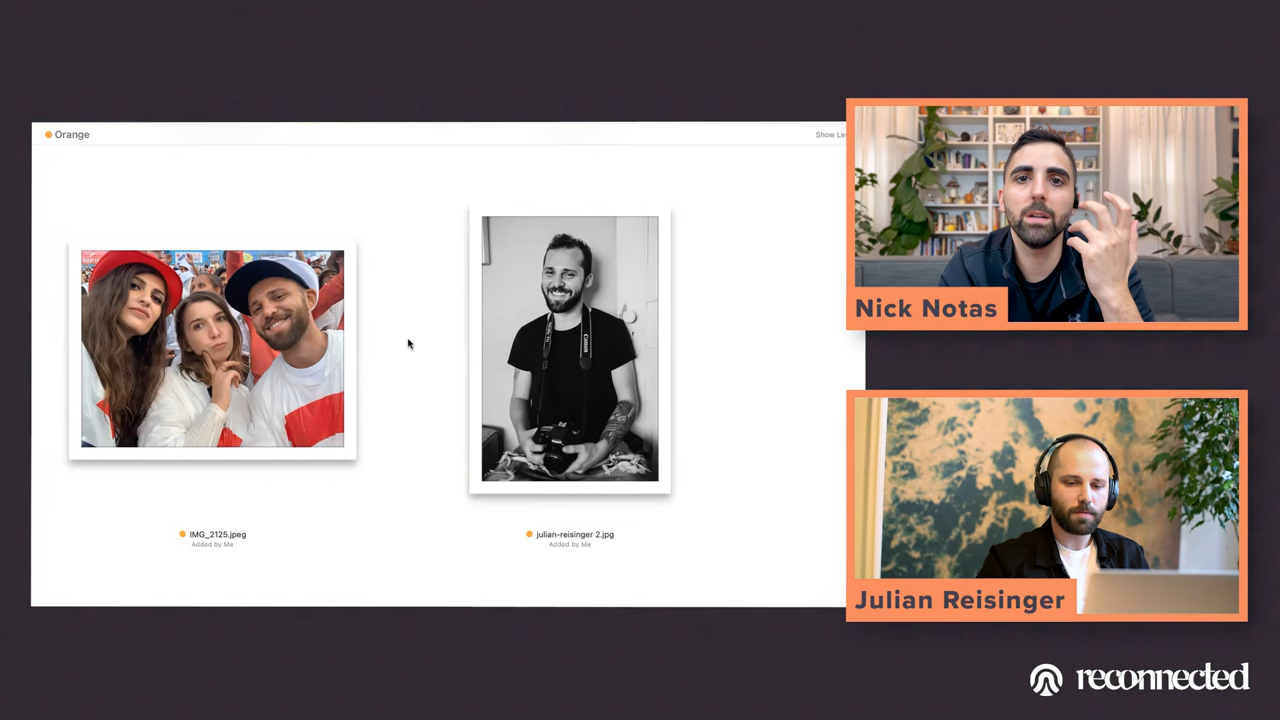 Orange
Show Le
IMG_2125.jpeg
Added by Me
julian-reisinger 2.jpg
Added by Me
Nick Notas
Julian Reisinger
reconnected